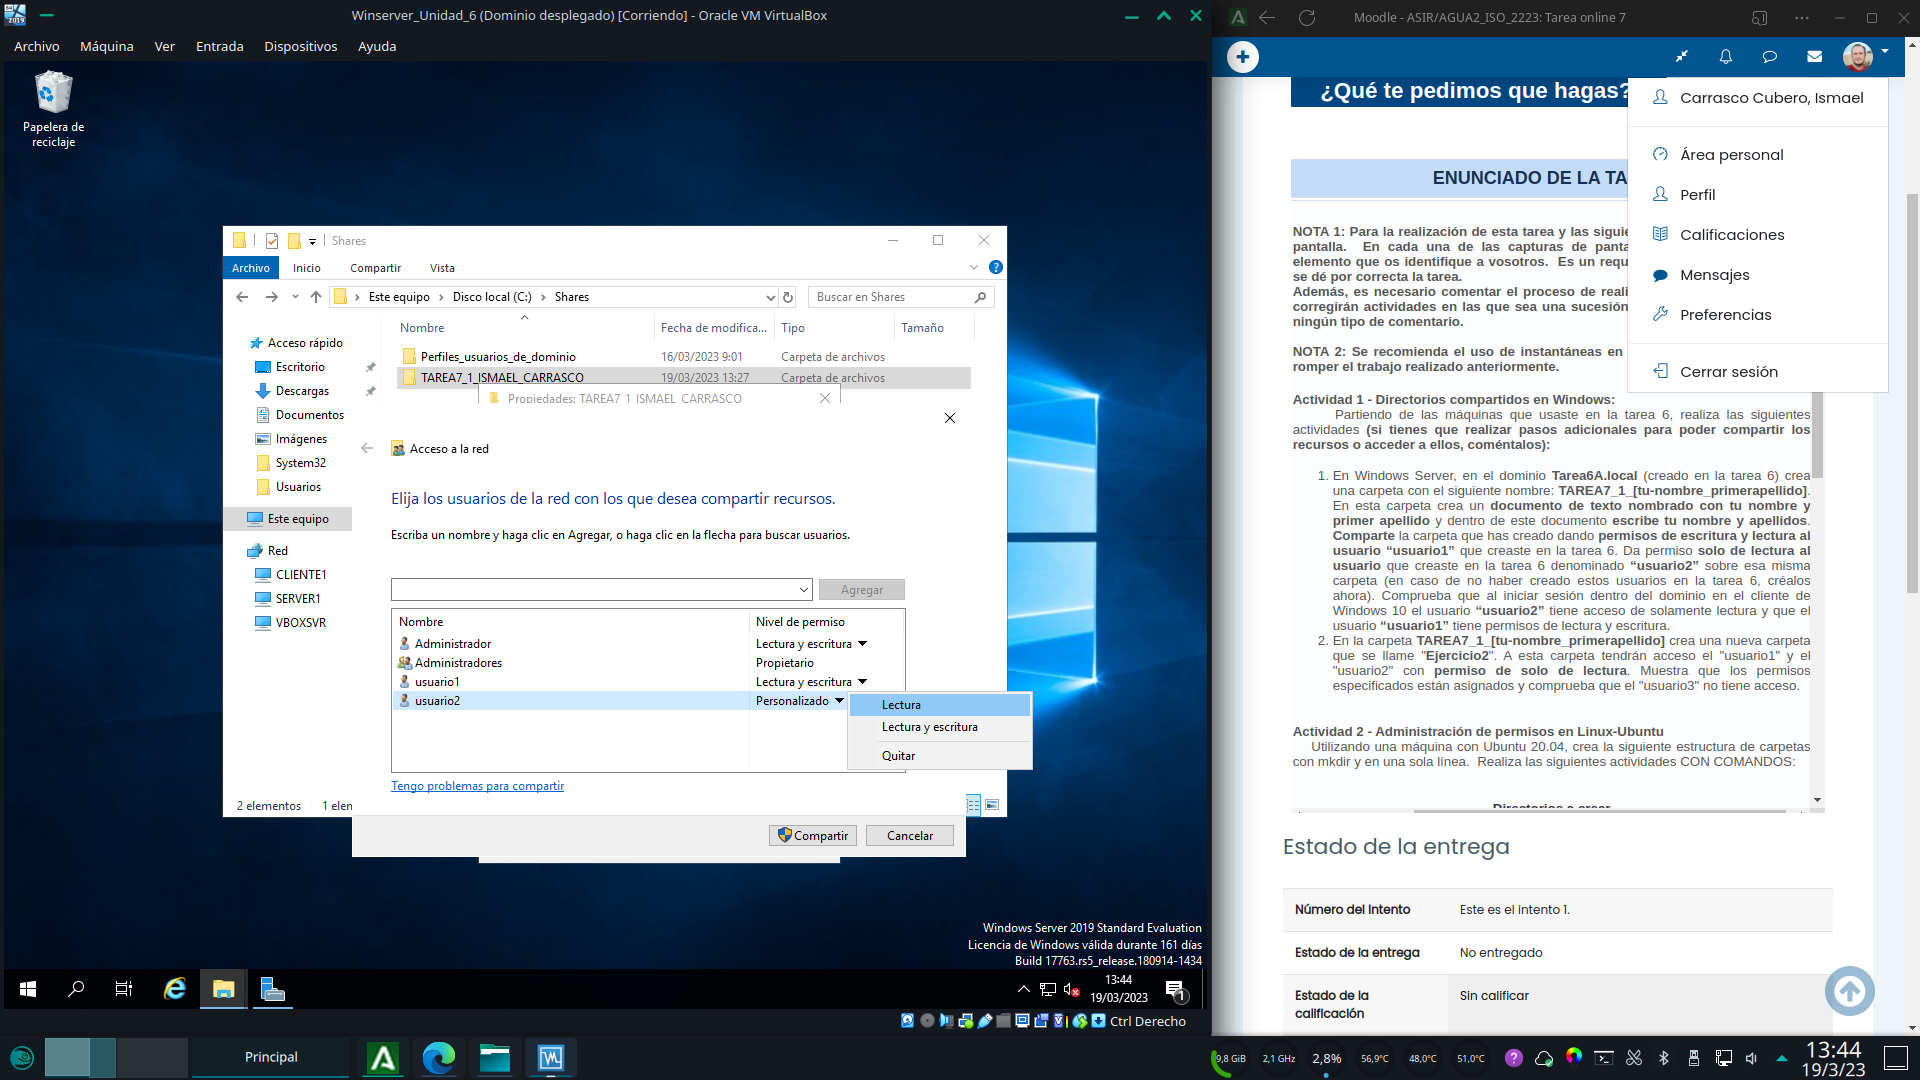 Winserver_Unidad_6 (Dominio desplegado) [Corriendo] - Oracle VM VirtualBox
Archivo Máquina Ver Entrada Dispositivos Ayuda
Papelera de
reciclaje
Shares
Archivo Inicio Compartir Vista
Este equipo > Disco local (C:) > Shares
Buscar en Shares
Nombre Fecha de modifica... Tipo Tamaño
Acceso rápido
Escritorio
Descargas
Documentos
Imágenes
System32
Usuarios
Este equipo
Red
CLIENTE1
SERVER1
VBOXSVR
Perfiles_usuarios_de_dominio 16/03/2023 9:01 Carpeta de archivos
TAREA7_1_ISMAEL_CARRASCO 19/03/2023 13:27 Carpeta de archivos
Propiedades: TAREA7_1_ISMAEL_CARRASCO
Acceso a la red
Elija los usuarios de la red con los que desea compartir recursos.
Escriba un nombre y haga clic en Agregar, o haga clic en la flecha para buscar usuarios.
Agregar
Nombre Nivel de permiso
Administrador Lectura y escritura
Administradores Propietario
usuario1 Lectura y escritura
usuario2 Personalizado
Lectura
Lectura y escritura
Quitar
Tengo problemas para compartir
2 elementos 1 elen
Compartir Cancelar
Windows Server 2019 Standard Evaluation
Licencia de Windows válida durante 161 días
Build 17763.rs5_release.180914-1434
13:44
19/03/2023
1
Ctrl Derecho
Moodle - ASIR/AGUA2_ISO_2223: Tarea online 7
¿Qué te pedimos que hagas?
Carrasco Cubero, Ismael
Área personal
Perfil
Calificaciones
Mensajes
Preferencias
Cerrar sesión
ENUNCIADO DE LA TA
NOTA 1: Para la realización de esta tarea y las siguie
pantalla. En cada una de las capturas de panta
elemento que os identifique a vosotros. Es un requ
se dé por correcta la tarea.
Además, es necesario comentar el proceso de reali
corregirán actividades en las que sea una sucesión
ningún tipo de comentario.
NOTA 2: Se recomienda el uso de instantáneas en
romper el trabajo realizado anteriormente.
Actividad 1 - Directorios compartidos en Windows:
Partiendo de las máquinas que usaste en la tarea 6, realiza las siguientes
actividades (si tienes que realizar pasos adicionales para poder compartir los
recursos o acceder a ellos, coméntalos):
1. En Windows Server, en el dominio Tarea6A.local (creado en la tarea 6) crea
una carpeta con el siguiente nombre: TAREA7_1_[tu-nombre_primerapellido].
En esta carpeta crea un documento de texto nombrado con tu nombre y
primer apellido y dentro de este documento escribe tu nombre y apellidos.
Comparte la carpeta que has creado dando permisos de escritura y lectura al
usuario “usuario1” que creaste en la tarea 6. Da permiso solo de lectura al
usuario que creaste en la tarea 6 denominado “usuario2” sobre esa misma
carpeta (en caso de no haber creado estos usuarios en la tarea 6, créalos
ahora). Comprueba que al iniciar sesión dentro del dominio en el cliente de
Windows 10 el usuario “usuario2” tiene acceso de solamente lectura y que el
usuario “usuario1” tiene permisos de lectura y escritura.
2. En la carpeta TAREA7_1_[tu-nombre_primerapellido] crea una nueva carpeta
que se llame "Ejercicio2". A esta carpeta tendrán acceso el "usuario1" y el
"usuario2" con permiso de solo de lectura. Muestra que los permisos
especificados están asignados y comprueba que el "usuario3" no tiene acceso.
Actividad 2 - Administración de permisos en Linux-Ubuntu
Utilizando una máquina con Ubuntu 20.04, crea la siguiente estructura de carpetas
con mkdir y en una sola línea. Realiza las siguientes actividades CON COMANDOS:
Directorios a crear
Estado de la entrega
Número del intento Este es el intento 1.
Estado de la entrega No entregado
Estado de la
calificación
Sin calificar
Principal
9,8 GiB 2,1 GHz 2,8% 56,9°C 48,0°C 51,0°C
13:44
19/3/23